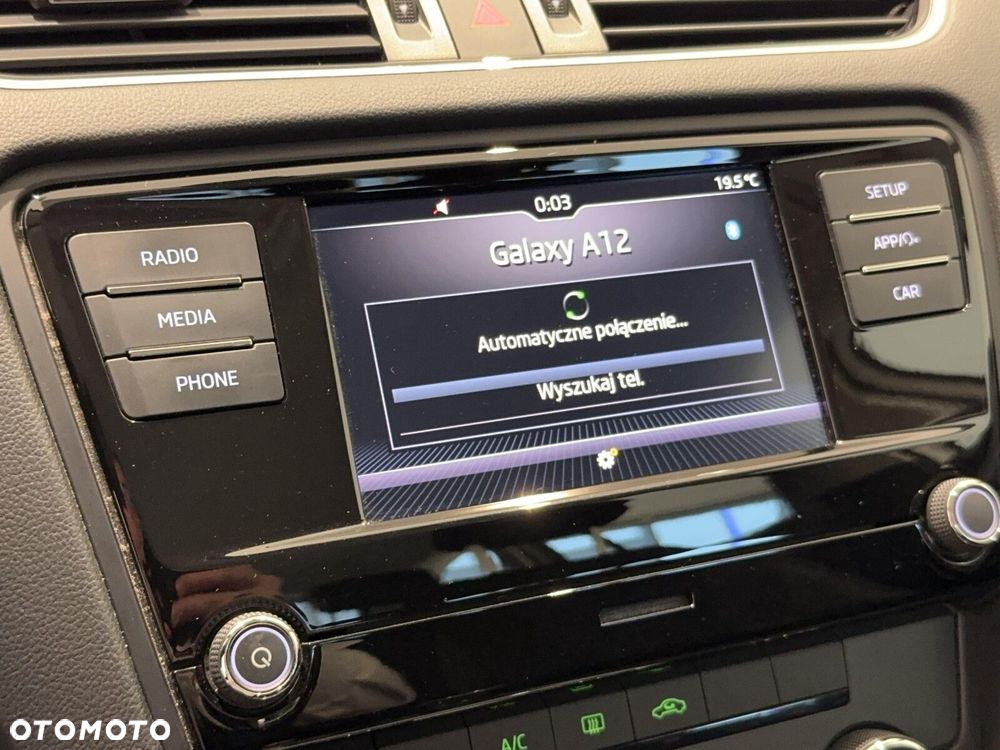 0:03
19.5°C
Galaxy A12
Automatyczne połączenie...
Wyszukaj tel.
RADIO
MEDIA
PHONE
SETUP
APP/
CAR
A/C
OTOMOTO